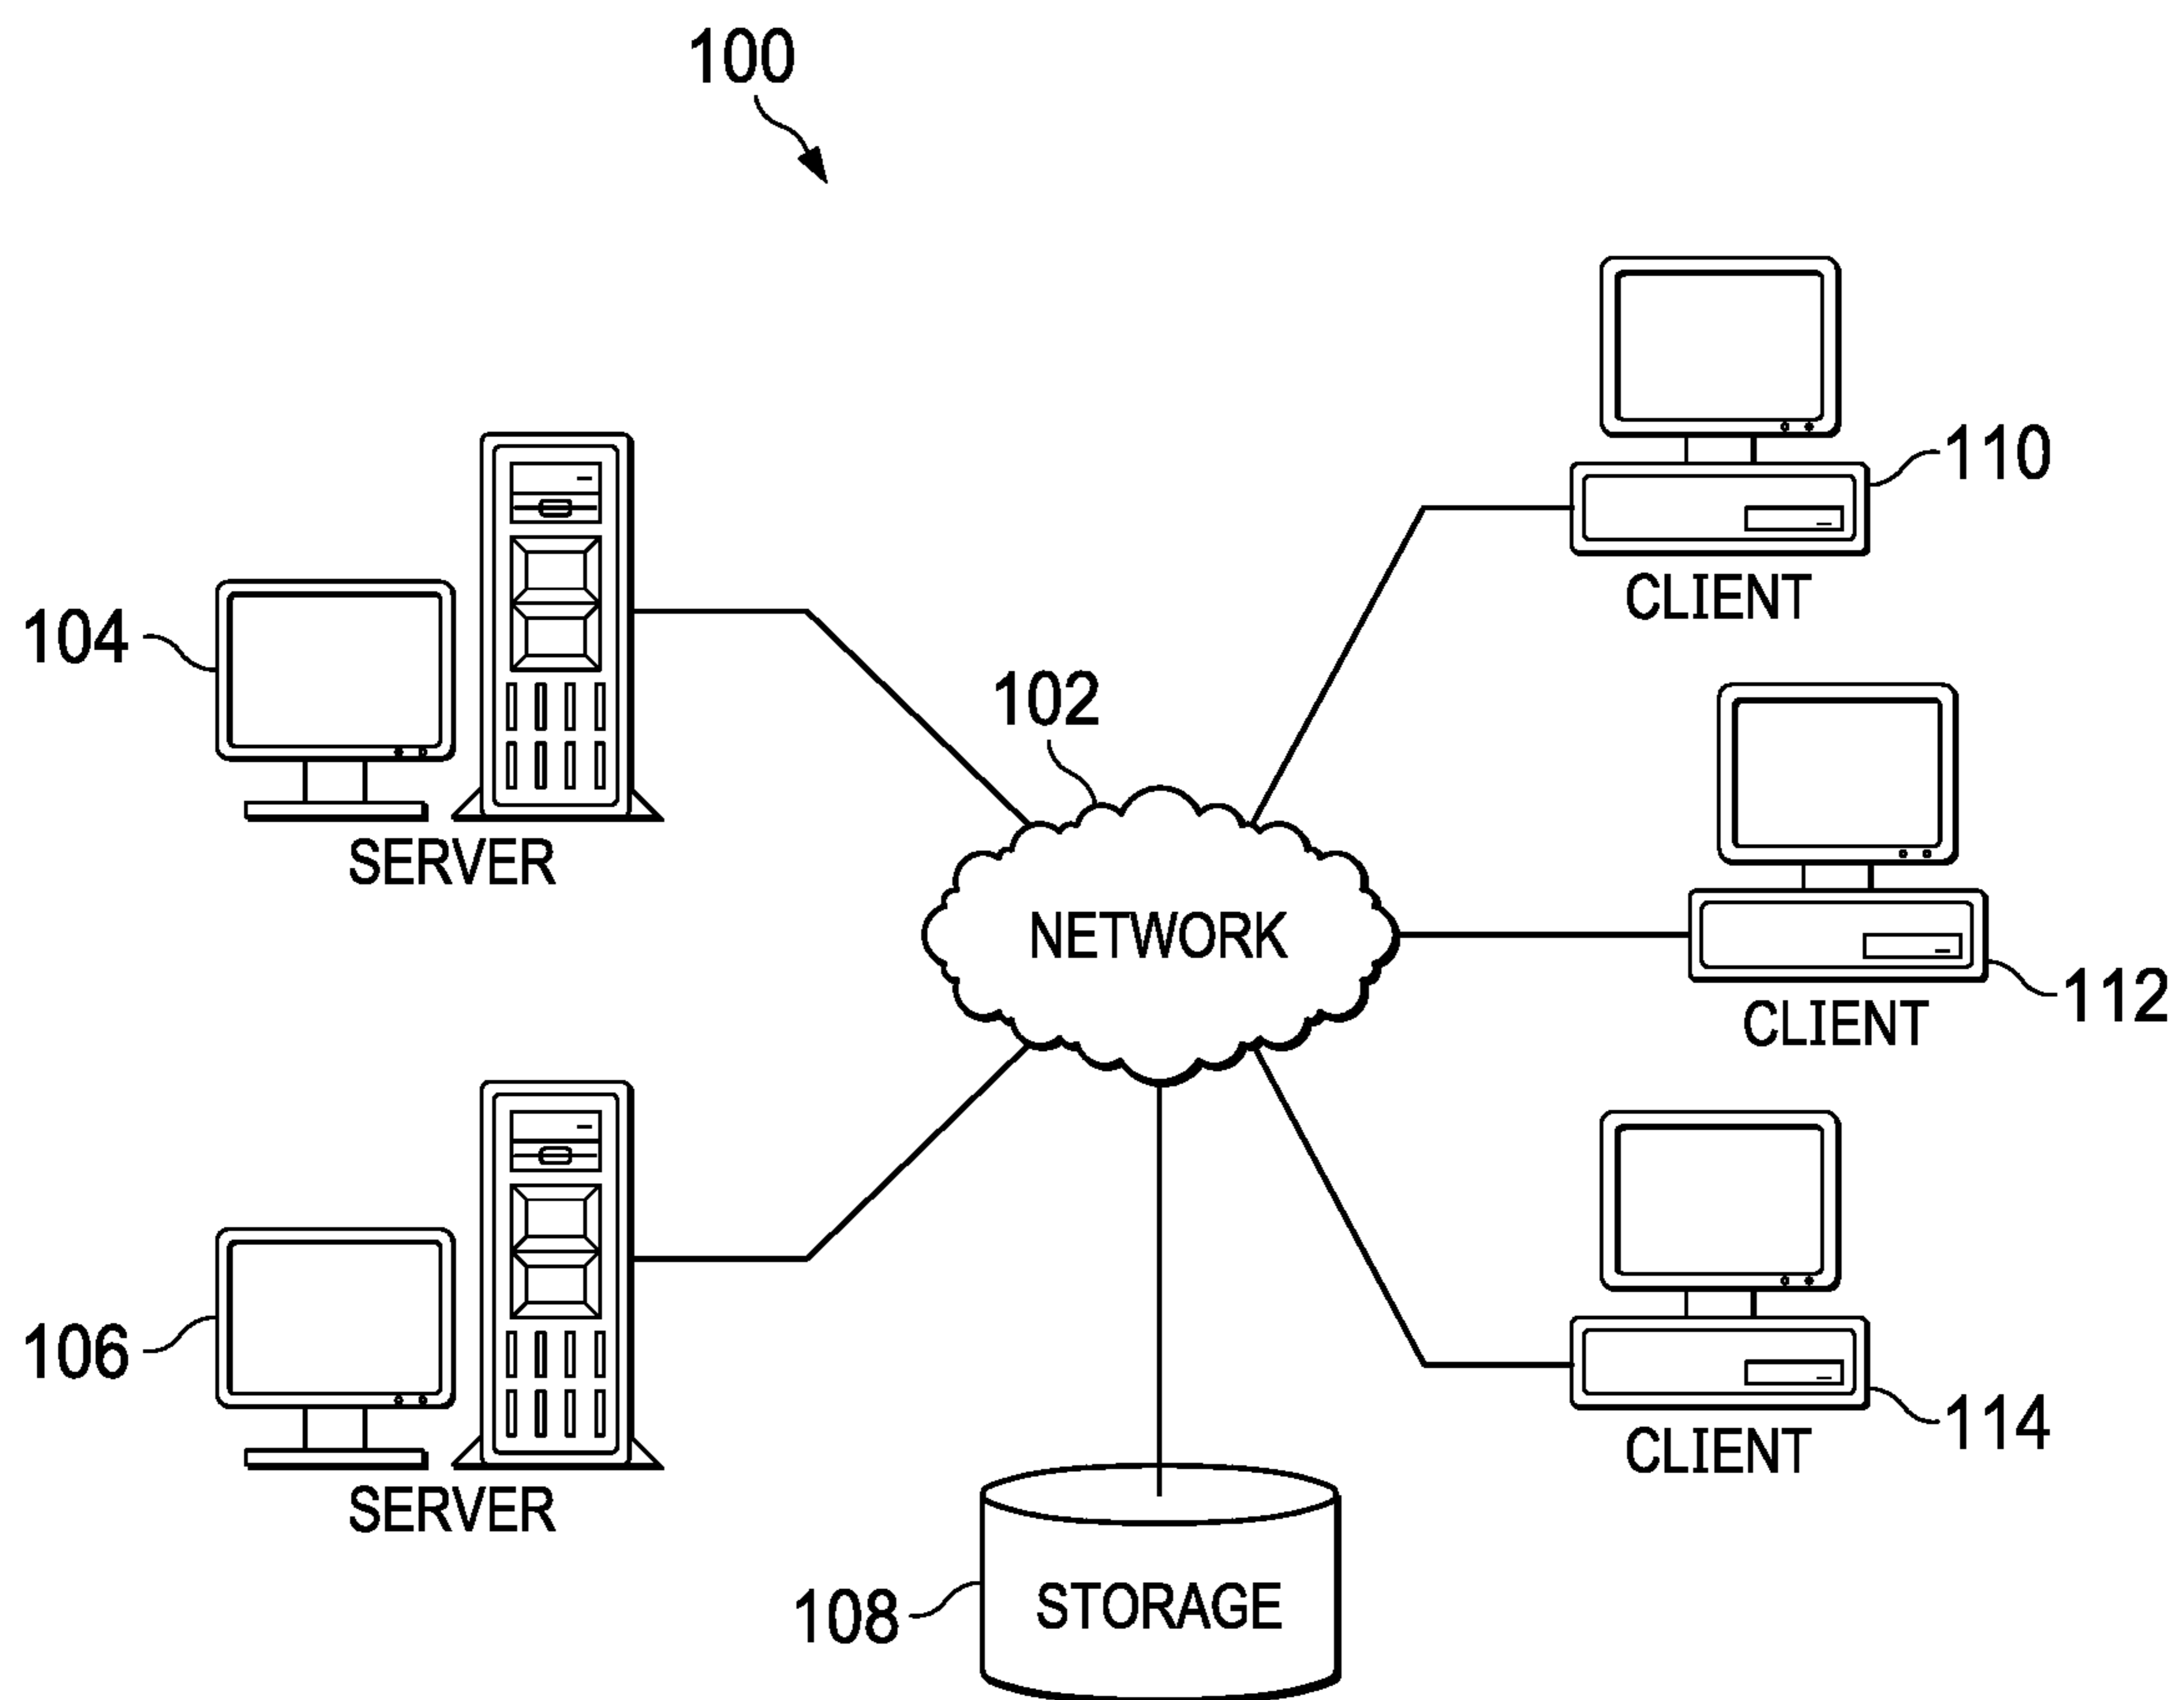 100
110
CLIENT
104
SERVER
102
NETWORK
112
CLIENT
106
SERVER
114
CLIENT
108
STORAGE